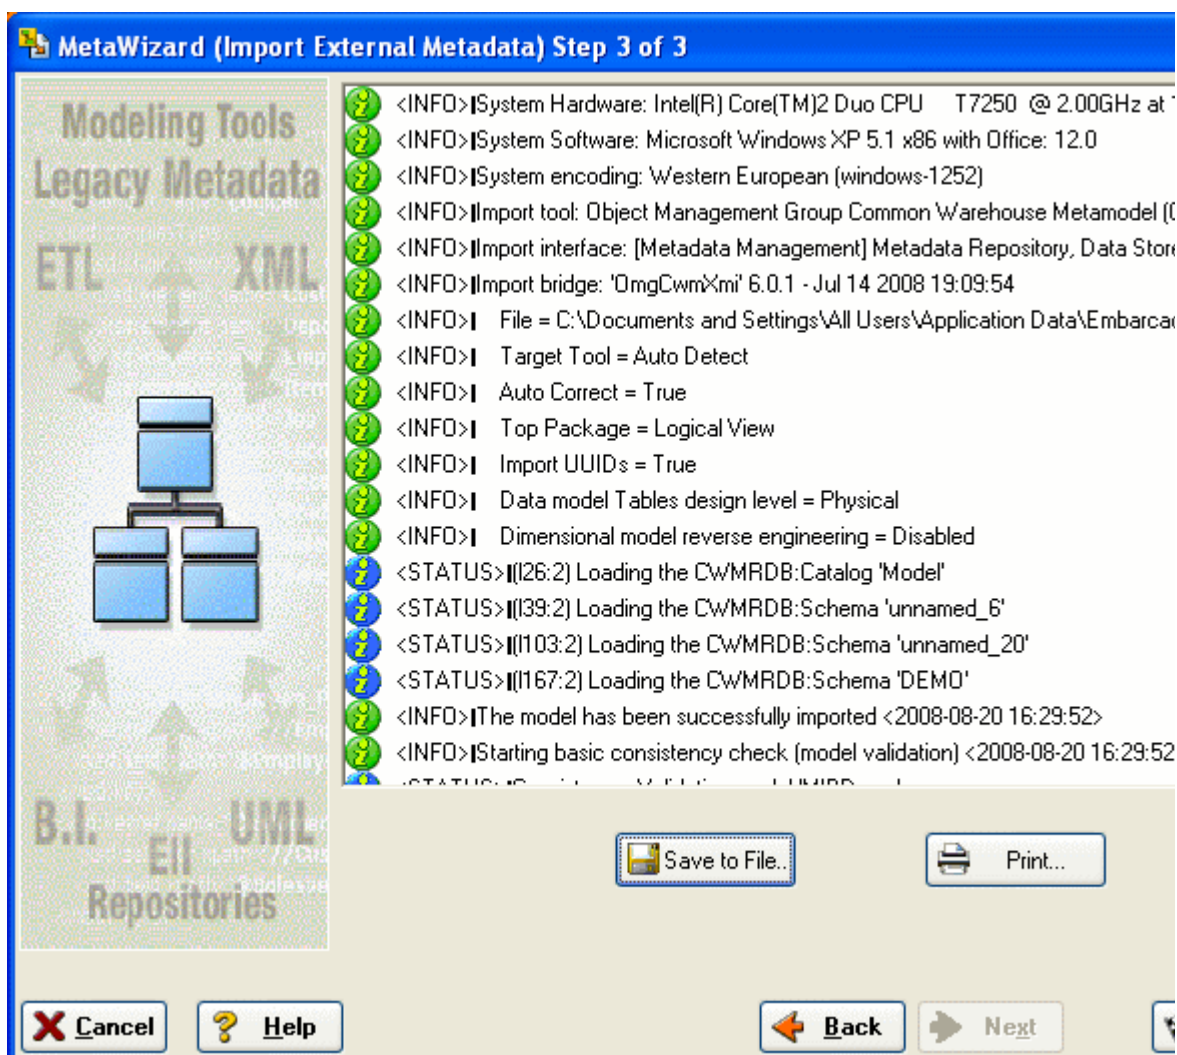 MetaWizard (Import External Metadata) Step 3 of 3
Modeling Tools
Legacy Metadata
ETL XML
B.I. UML
EII
Repositories
<INFO> System Hardware: Intel(R) Core(TM)2 Duo CPU T7250 @ 2.00GHz at
<INFO> System Software: Microsoft Windows XP 5.1 x86 with Office: 12.0
<INFO> System encoding: Western European (windows-1252)
<INFO> Import tool: Object Management Group Common Warehouse Metamodel
<INFO> Import interface: [Metadata Management] Metadata Repository, Data Store
<INFO> Import bridge: 'OmgCwmXmi' 6.0.1 - Jul 14 2008 19:09:54
<INFO> File = C:\Documents and Settings\All Users\Application Data\Embarcad
<INFO> Target Tool = Auto Detect
<INFO> Auto Correct = True
<INFO> Top Package = Logical View
<INFO> Import UUIDs = True
<INFO> Data model Tables design level = Physical
<INFO> Dimensional model reverse engineering = Disabled
<STATUS> (l26:2) Loading the CWMRDB:Catalog 'Model'
<STATUS> (l39:2) Loading the CWMRDB:Schema 'unnamed_6'
<STATUS> (l103:2) Loading the CWMRDB:Schema 'unnamed_20'
<STATUS> (l167:2) Loading the CWMRDB:Schema 'DEMO'
<INFO> The model has been successfully imported <2008-08-20 16:29:52>
<INFO> Starting basic consistency check (model validation) <2008-08-20 16:29:52
Save to File..
Print...
Cancel
Help
Back
Next